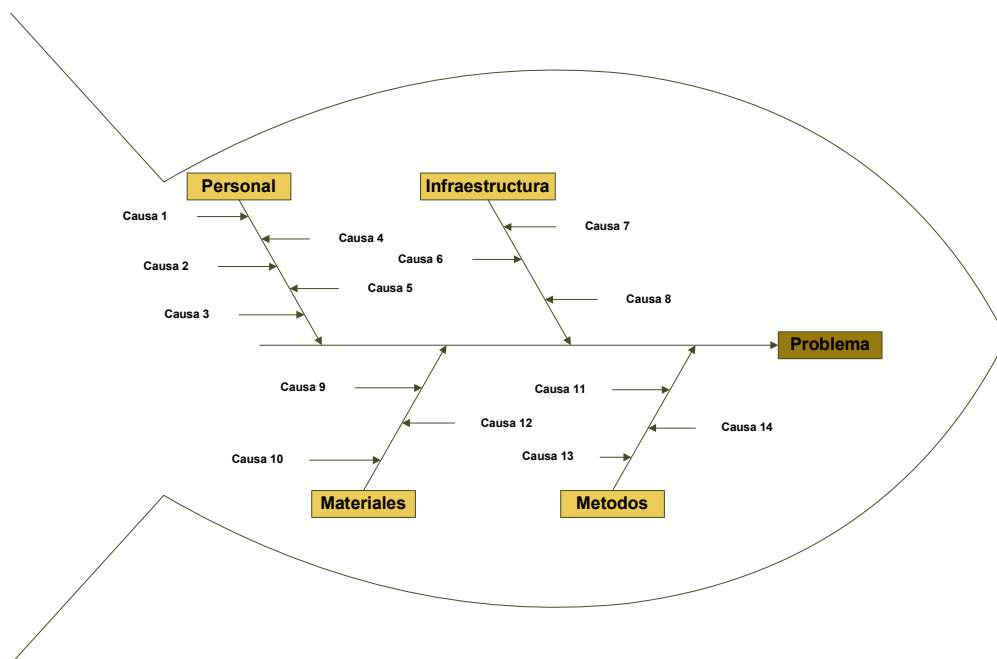 Personal
Infraestructura
Causa 1
Causa 7
Causa 4
Causa 6
Causa 2
Causa 5
Causa 8
Causa 3
Problema
Causa 9
Causa 11
Causa 12
Causa 14
Causa 13
Causa 10
Materiales
Metodos